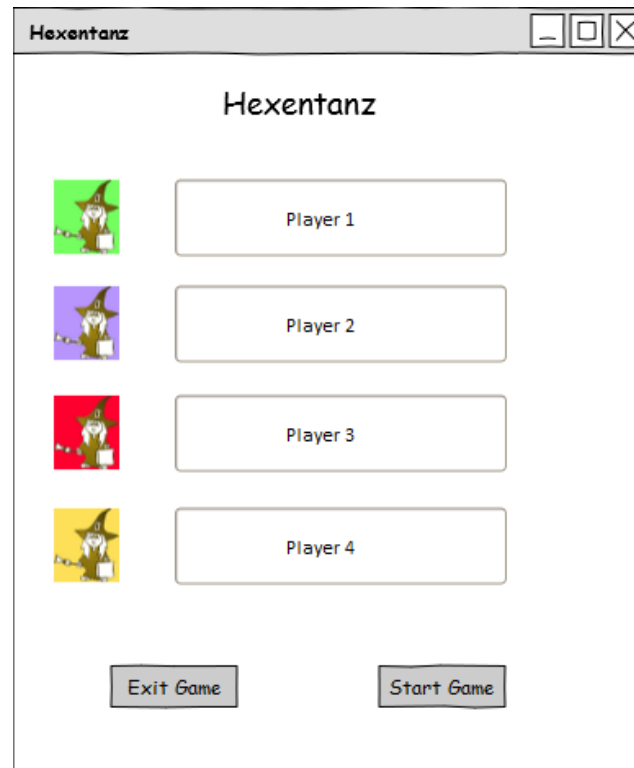 Hexentanz
Hexentanz
Player 1
Player 2
Player 3
Player 4
Exit Game
Start Game